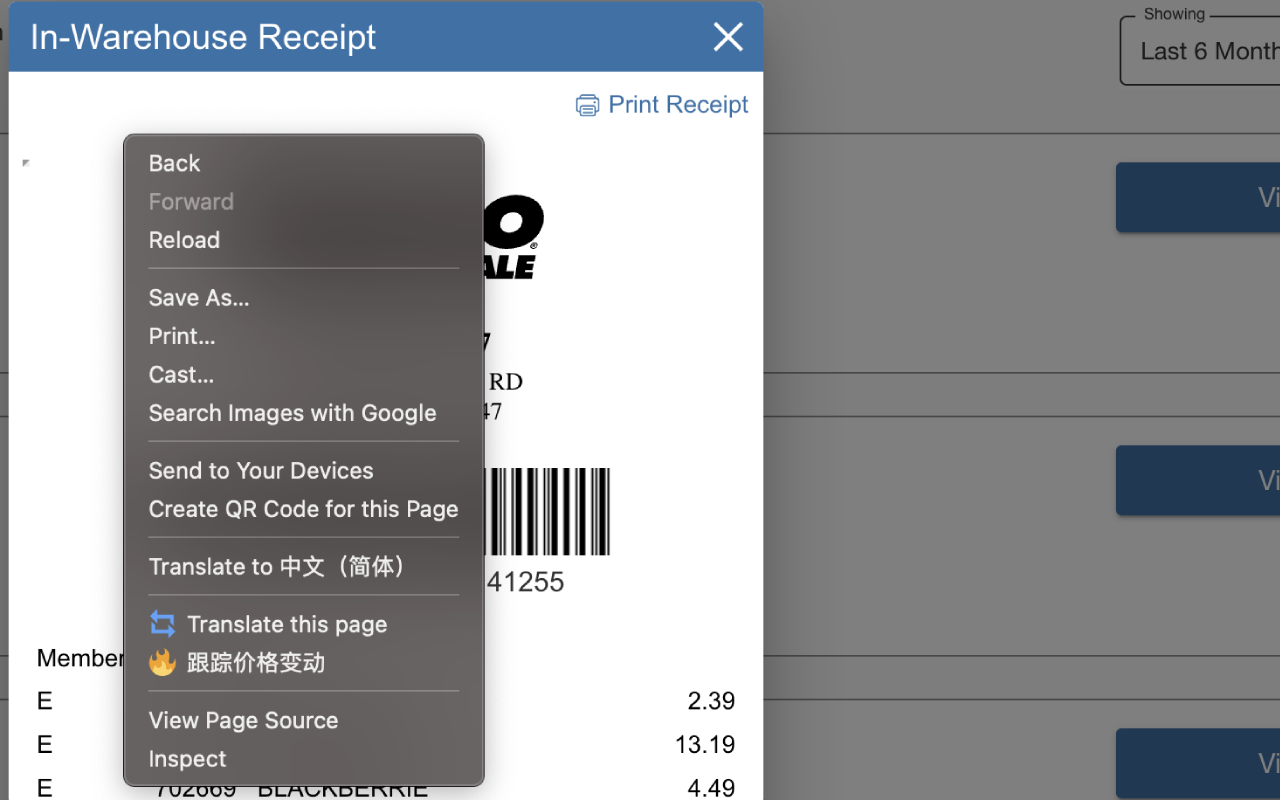 In-Warehouse Receipt
Showing
Last 6 Month
Print Receipt
Back
Forward
Reload
O
®
ALE
Save As...
Print...
7
Cast...
RD
Search Images with Google
47
Send to Your Devices
Create QR Code for this Page
Translate to 中文（简体）
41255
Translate this page
跟踪价格变动
Member
View Page Source
Inspect
E 2.39
E 13.19
E 702669 BLACKBERRIE 4.49
Vi
Vi
Vi